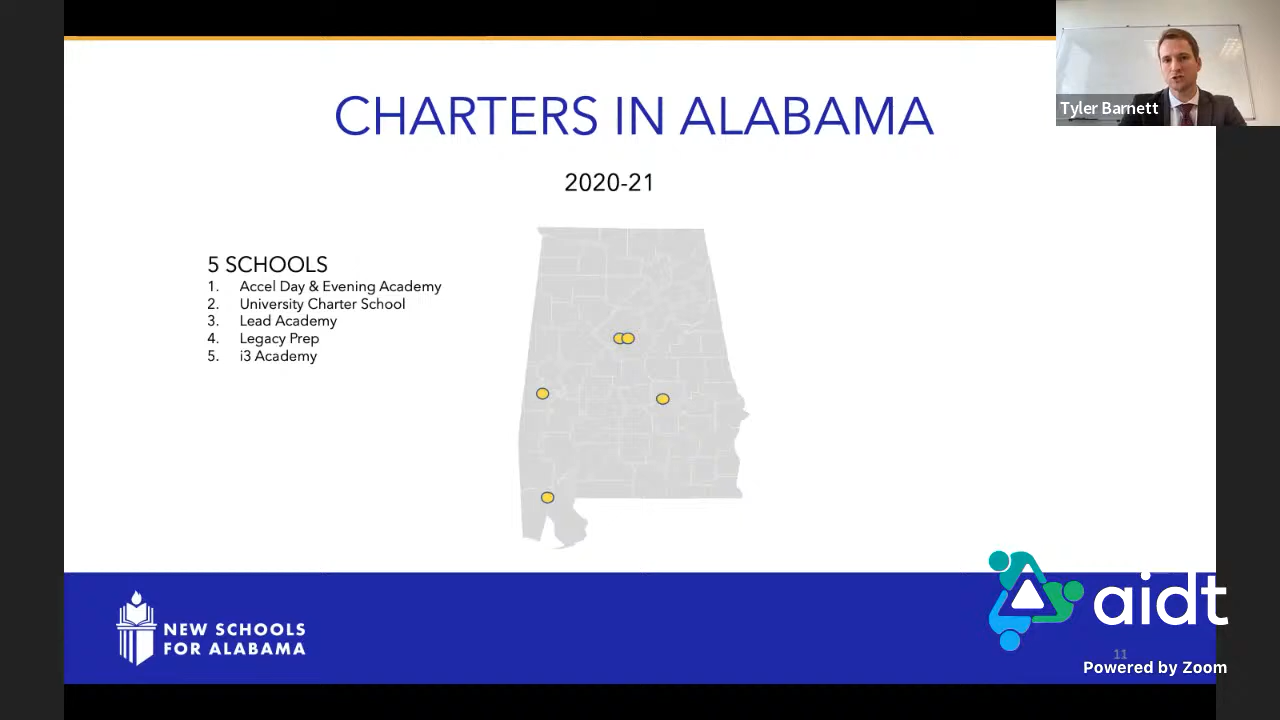 CHARTERS IN ALABAMA
Tyler Barnett
2020-21
5 SCHOOLS
1. Accel Day & Evening Academy
2. University Charter School
3. Lead Academy
4. Legacy Prep
5. i3 Academy
NEW SCHOOLS
FOR ALABAMA
aidt
11
Powered by Zoom